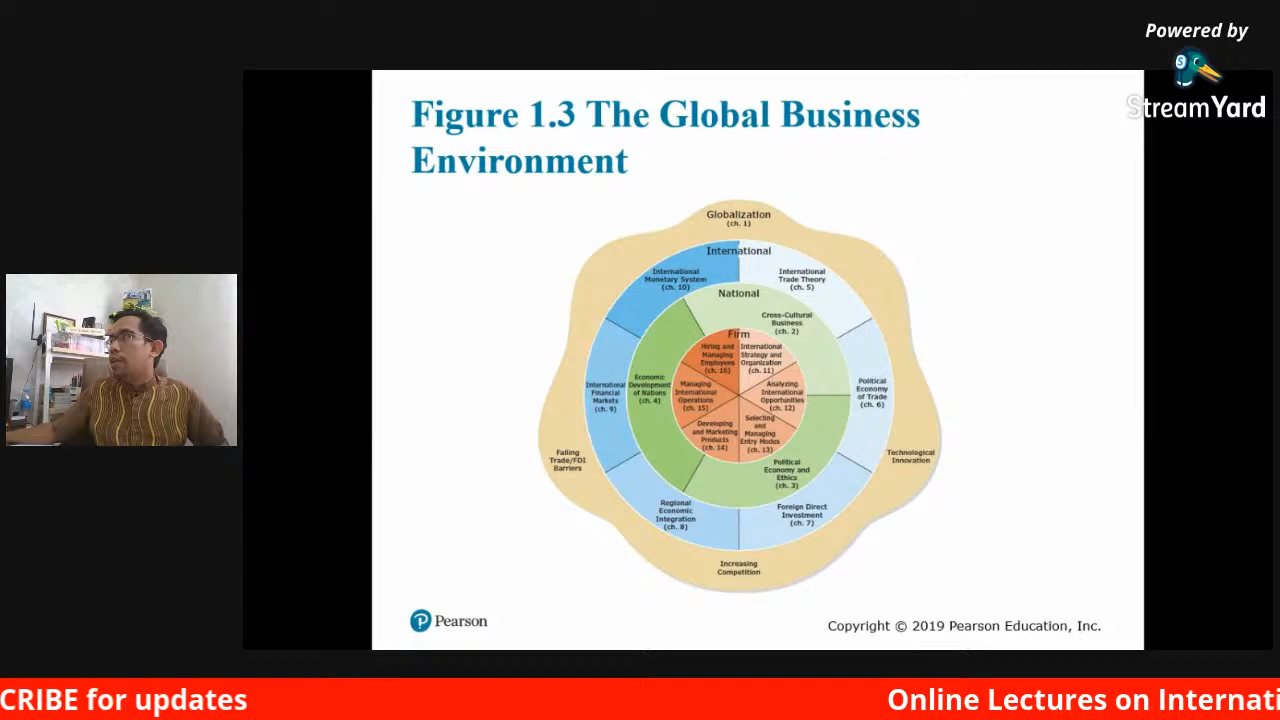 Powered by
StreamYard
Figure 1.3 The Global Business
Environment
Globalization
(ch. 1)
International
International
Monetary System
(ch. 10)
International
Trade Theory
(ch. 5)
National
Cross-Cultural
Business
(ch. 2)
Firm
Hiring and
Managing
Employees
(ch. 16)
International
Strategy and
Organization
(ch. 11)
International
Financial
Markets
(ch. 9)
Economic
Development
of Nations
(ch. 4)
Managing
International
Operations
(ch. 15)
Analyzing
International
Opportunities
(ch. 12)
Political
Economy
of Trade
(ch. 6)
Developing
and Marketing
Products
(ch. 14)
Selecting
and
Managing
Entry Modes
(ch. 13)
Falling
Trade/FDI
Barriers
Political
Economy and
Ethics
(ch. 3)
Technological
Innovation
Regional
Economic
Integration
(ch. 8)
Foreign Direct
Investment
(ch. 7)
Increasing
Competition
Pearson
Copyright © 2019 Pearson Education, Inc.
CRIBE for updates
Online Lectures on Internati